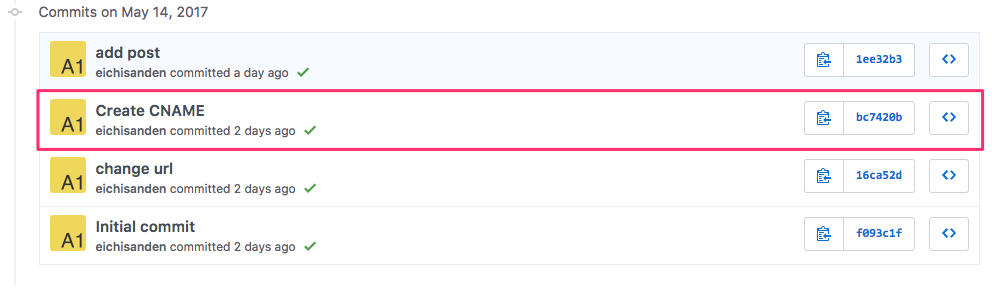 Commits on May 14, 2017
A1
add post
eichisanden committed a day ago
1ee32b3
A1
Create CNAME
eichisanden committed 2 days ago
bc7420b
A1
change url
eichisanden committed 2 days ago
16ca52d
A1
Initial commit
eichisanden committed 2 days ago
f093c1f